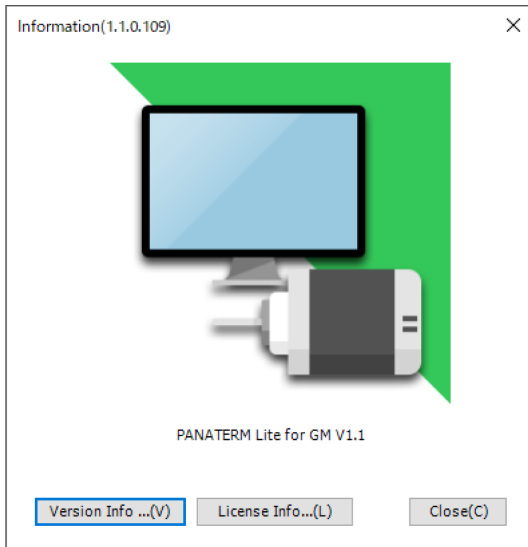 Information(1.1.0.109)
PANATERM Lite for GM V1.1
Version Info ...(V)
License Info...(L)
Close(C)